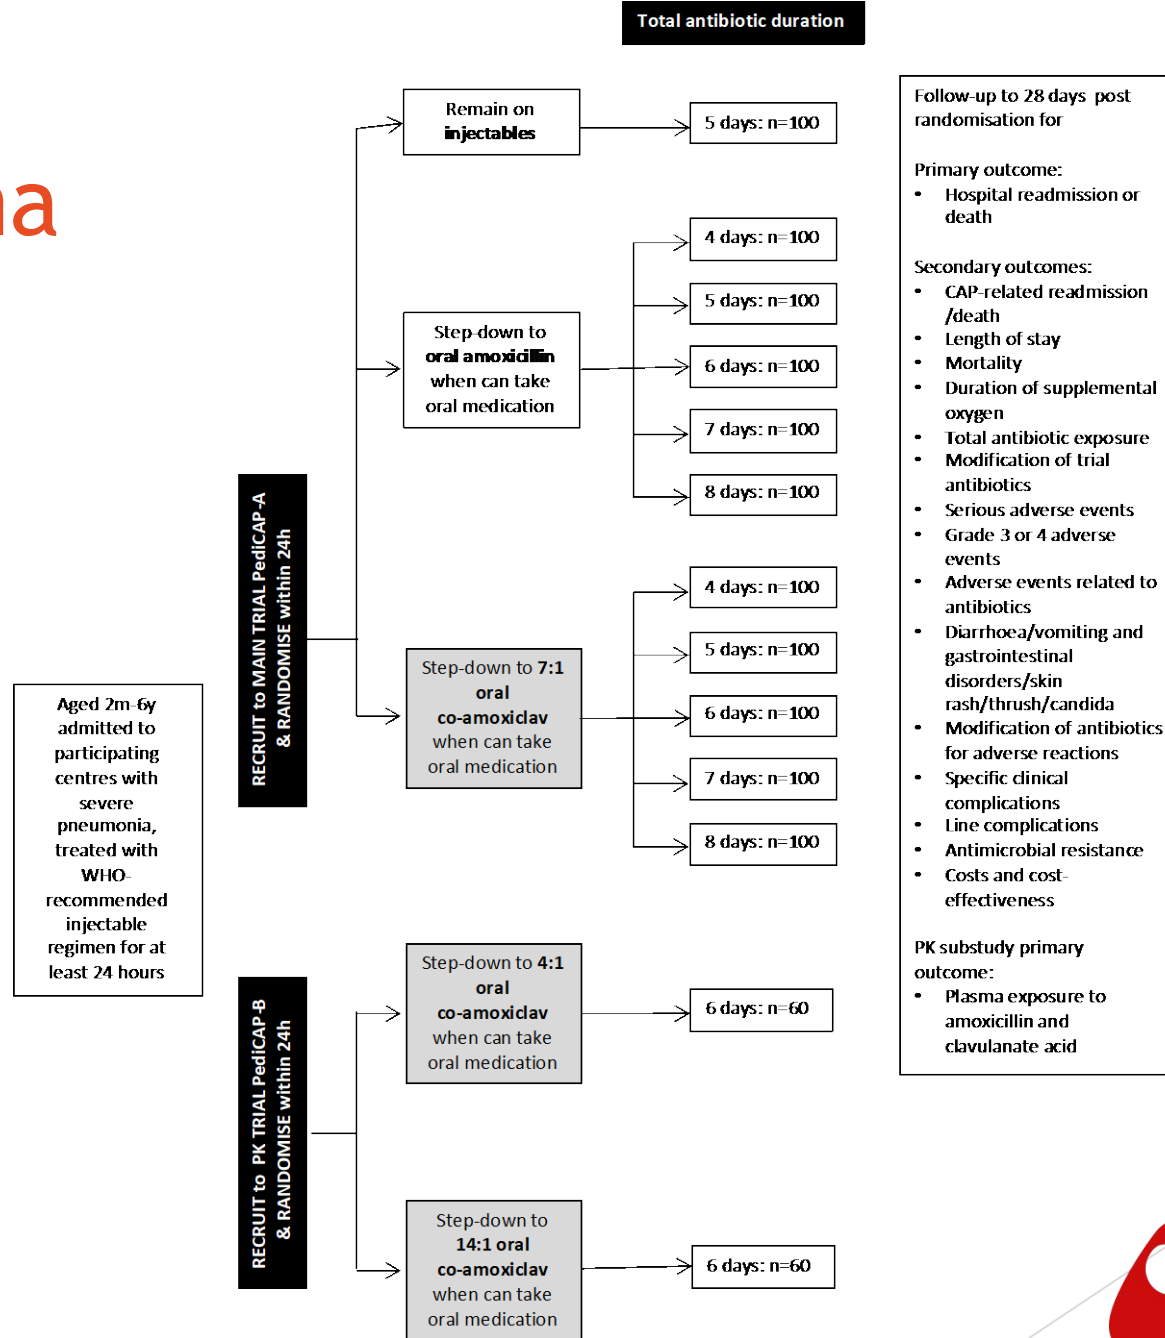 Total antibiotic duration
na
Aged 2m-6y
admitted to
participating
centres with
severe
pneumonia,
treated with
WHO-
recommended
injectable
regimen for at
least 24 hours
RECRUIT to MAIN TRIAL PediCAP-A
& RANDOMISE within 24h
Remain on
injectables
5 days: n=100
Step-down to
oral amoxicillin
when can take
oral medication
4 days: n=100
5 days: n=100
6 days: n=100
7 days: n=100
8 days: n=100
Step-down to 7:1
oral
co-amoxiclav
when can take
oral medication
4 days: n=100
5 days: n=100
6 days: n=100
7 days: n=100
8 days: n=100
RECRUIT to PK TRIAL PediCAP-B
& RANDOMISE within 24h
Step-down to 4:1
oral
co-amoxiclav
when can take
oral medication
6 days: n=60
Step-down to
14:1 oral
co-amoxiclav
when can take
oral medication
6 days: n=60
Follow-up to 28 days post
randomisation for
Primary outcome:
• Hospital readmission or
death
Secondary outcomes:
• CAP-related readmission
/death
• Length of stay
• Mortality
• Duration of supplemental
oxygen
• Total antibiotic exposure
• Modification of trial
antibiotics
• Serious adverse events
• Grade 3 or 4 adverse
events
• Adverse events related to
antibiotics
• Diarrhoea/vomiting and
gastrointestinal
disorders/skin
rash/thrush/candida
• Modification of antibiotics
for adverse reactions
• Specific clinical
complications
• Line complications
• Antimicrobial resistance
• Costs and cost-
effectiveness
PK substudy primary
outcome:
• Plasma exposure to
amoxicillin and
clavulanate acid